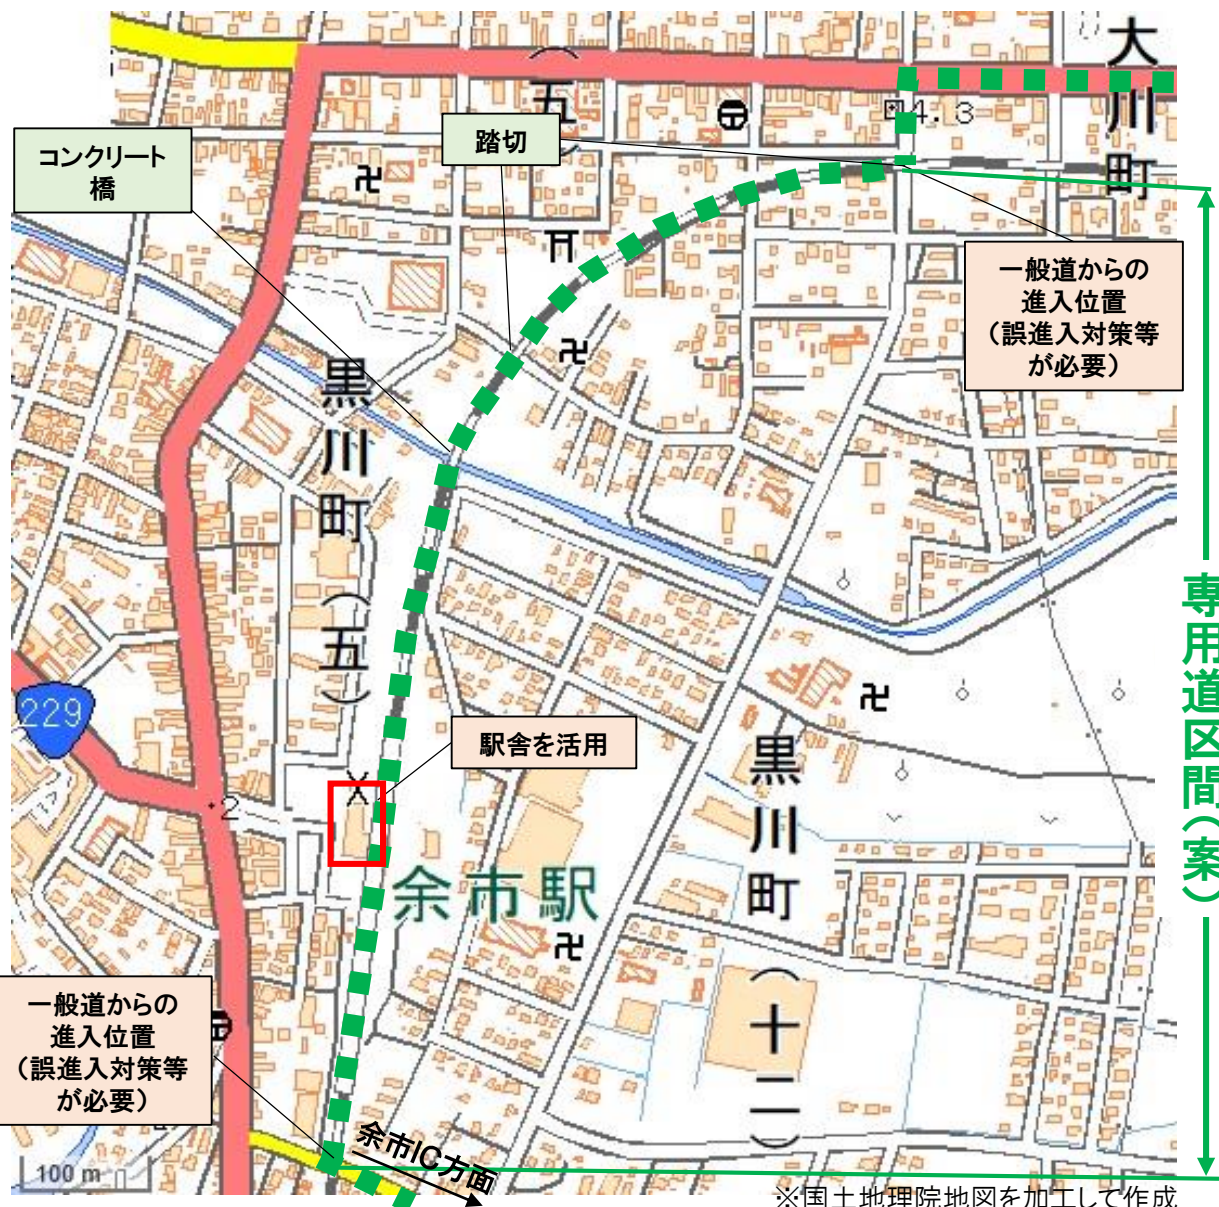 大川町
（五）
4.3
コンクリート
橋
踏切
一般道からの
進入位置
（誤進入対策等
が必要）
黒川町（五）
専用道区間（案）
229
駅舎を活用
2
黒川町（十二）
余市駅
一般道からの
進入位置
（誤進入対策等
が必要）
余市IC方面
100 m
※国土地理院地図を加工して作成